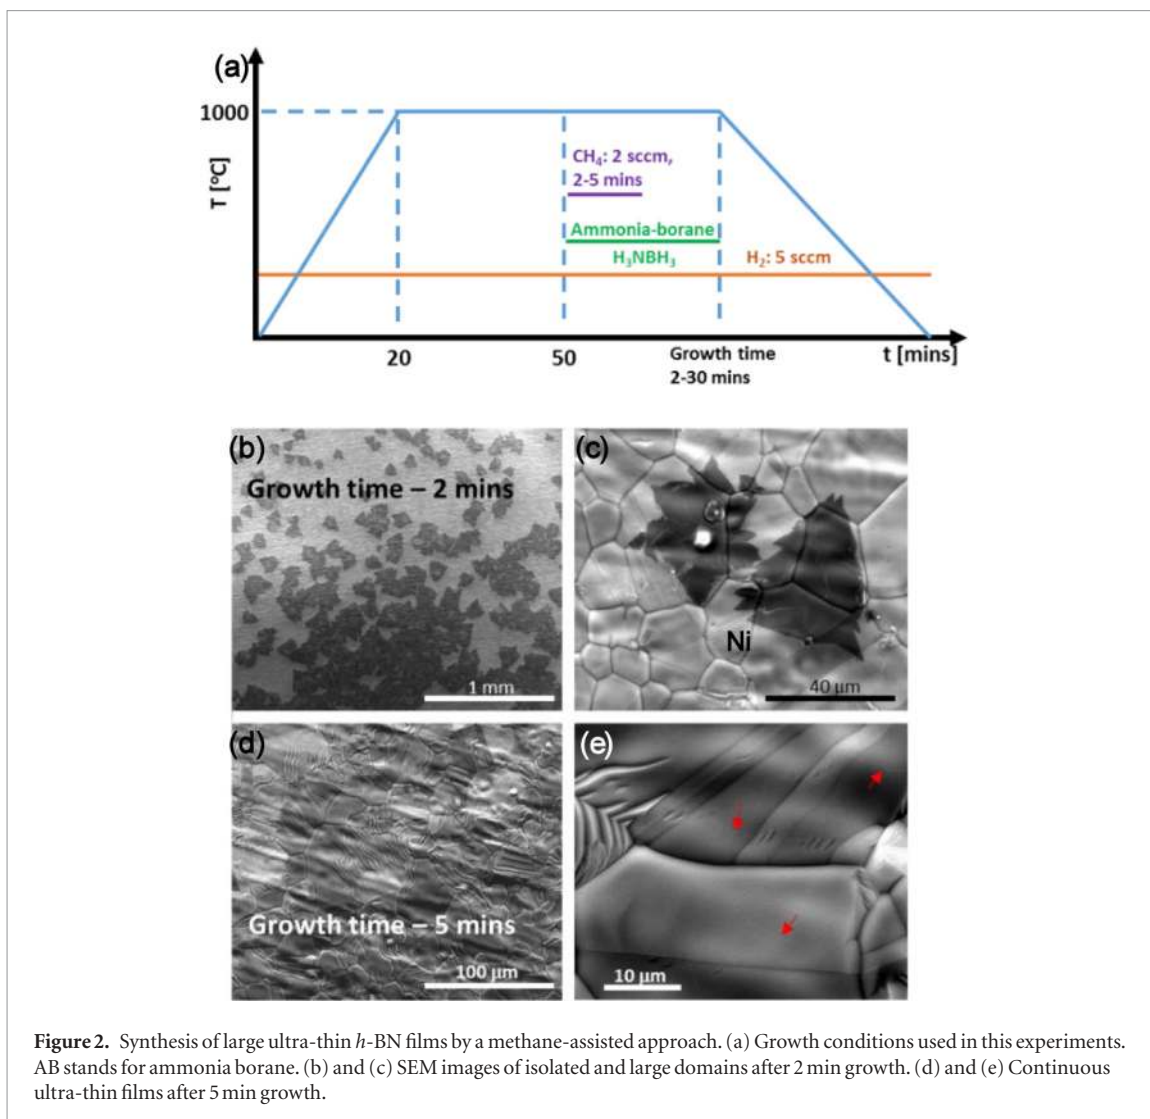 (a)
1000
T [°C]
CH₄: 2 sccm,
2-5 mins
Ammonia-borane
H₃NBH₃
H₂: 5 sccm
20
50
Growth time
2-30 mins
t [mins]
(b)
Growth time – 2 mins
1 mm
(c)
Ni
40 μm
(d)
Growth time – 5 mins
100 μm
(e)
10 μm
Figure 2. Synthesis of large ultra-thin h-BN films by a methane-assisted approach. (a) Growth conditions used in this experiments.
AB stands for ammonia borane. (b) and (c) SEM images of isolated and large domains after 2 min growth. (d) and (e) Continuous
ultra-thin films after 5 min growth.